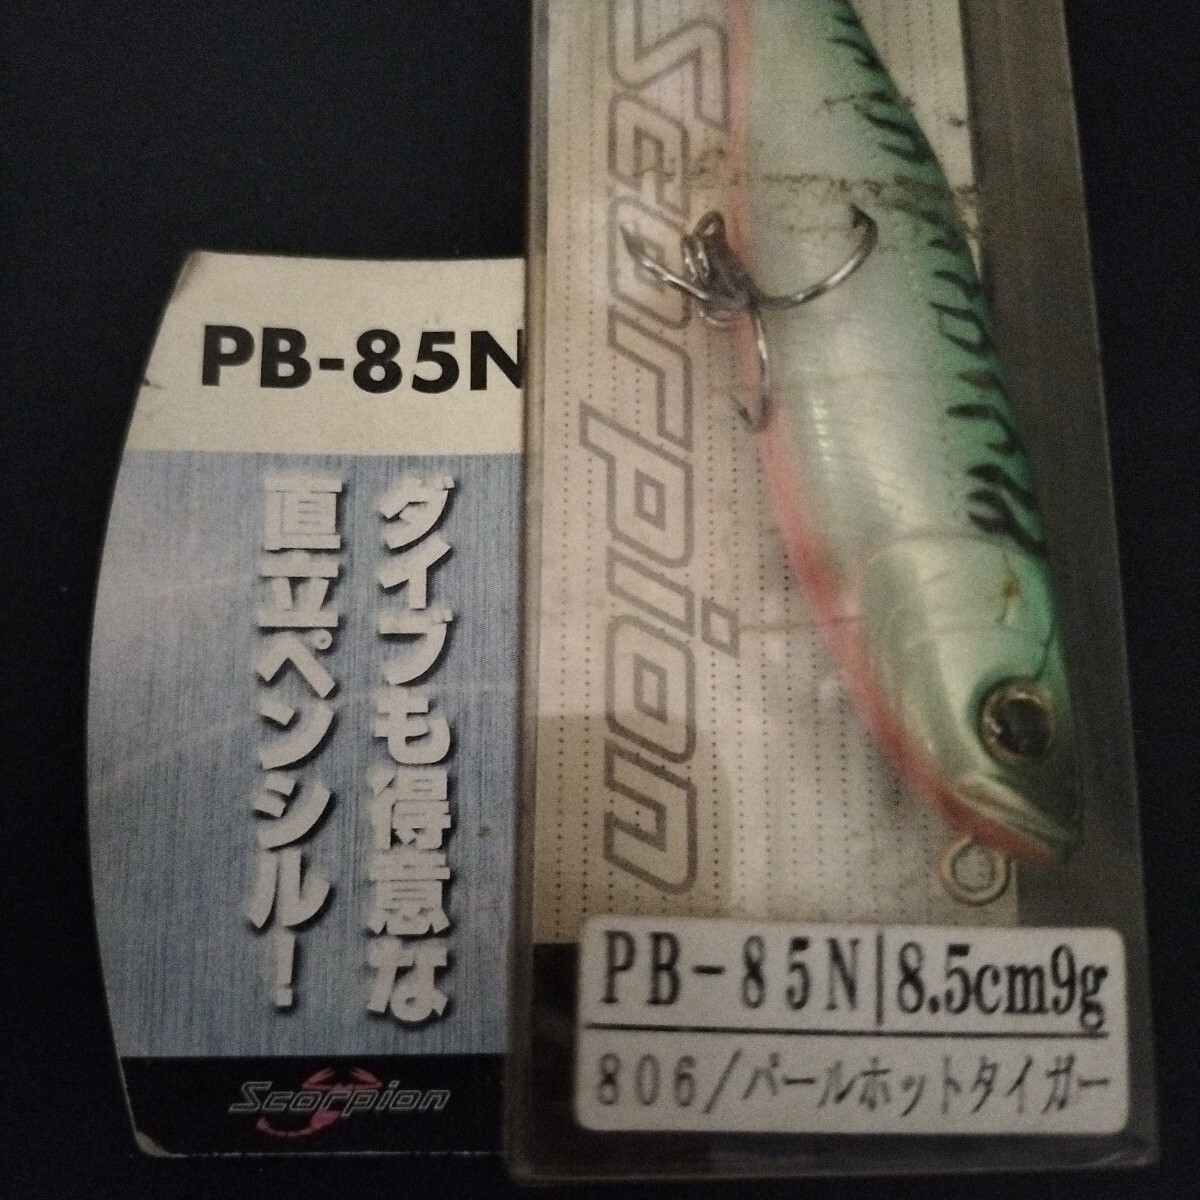 PB-85N
ダイブも得意な
直立ペンシル!
Scorpion
Scorpion
PB-85N|8.5cm9g
806/パールホットタイガー